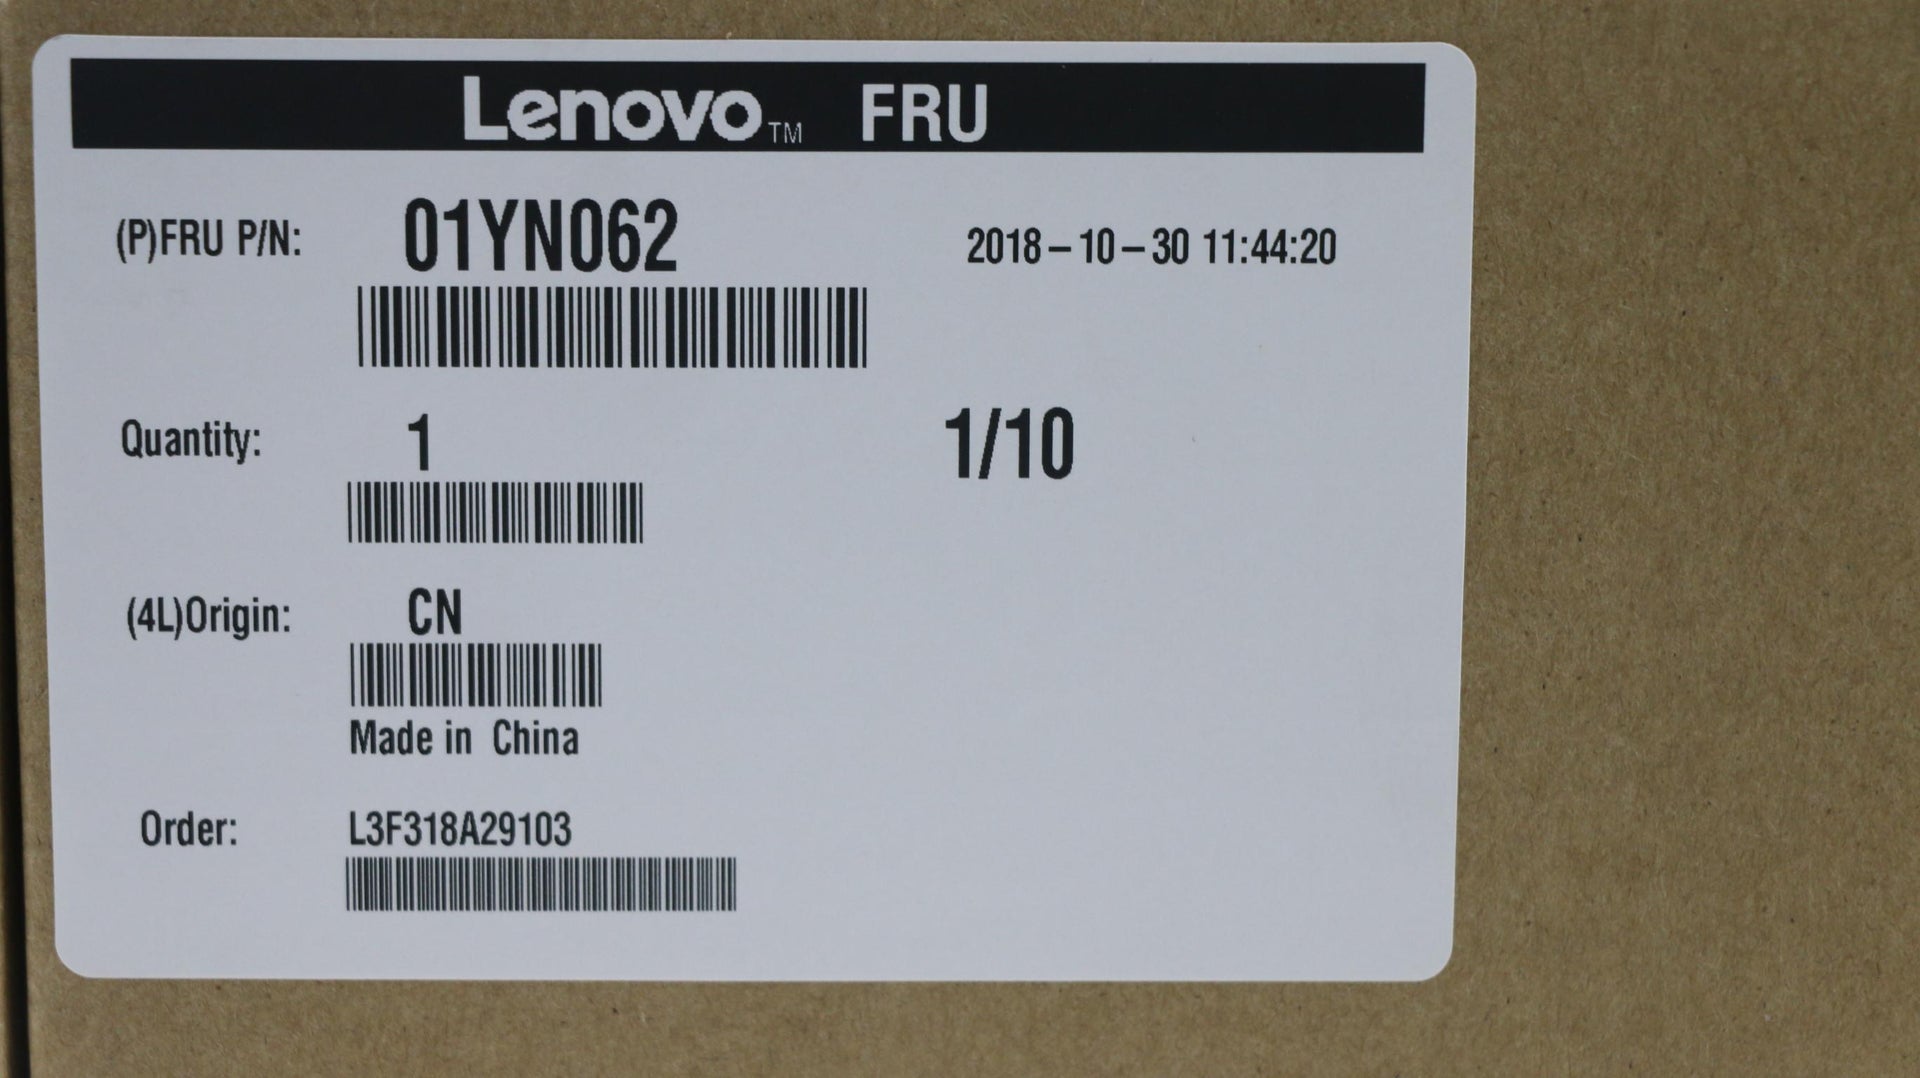 Lenovo™ FRU
(P)FRU P/N: 01YN062 2018-10-30 11:44:20
Quantity: 1 1/10
(4L)Origin: CN
Made in China
Order: L3F318A29103